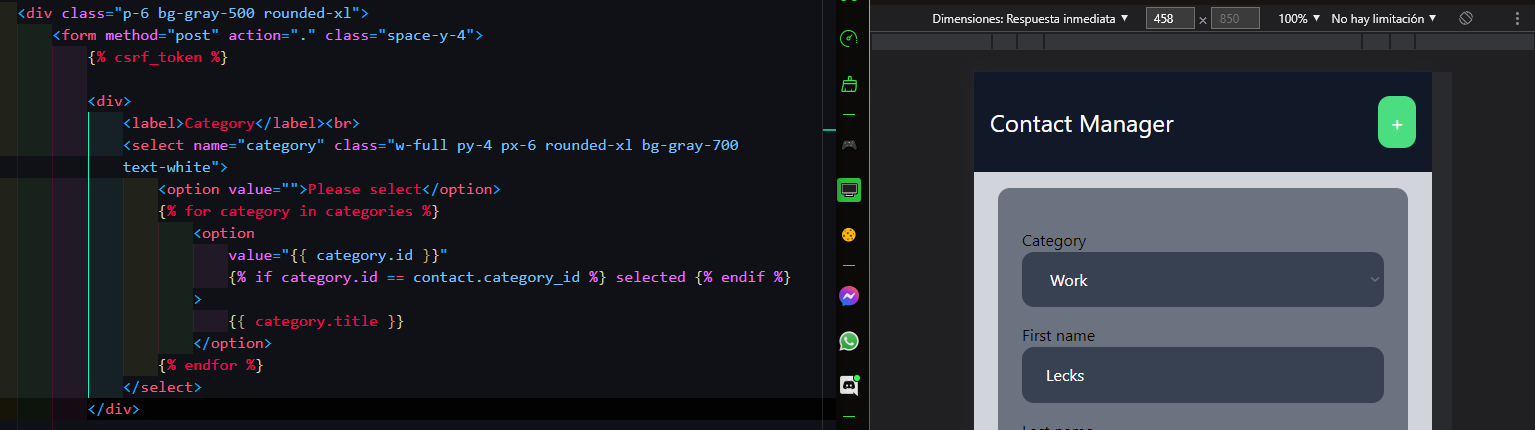 <div class="p-6 bg-gray-500 rounded-xl">
<form method="post" action="." class="space-y-4">
{% csrf_token %}
<div>
<label>Category</label><br>
<select name="category" class="w-full py-4 px-6 rounded-xl bg-gray-700
text-white">
<option value="">Please select</option>
{% for category in categories %}
<option
value="{{ category.id }}"
{% if category.id == contact.category_id %} selected {% endif %}
>
{{ category.title }}
</option>
{% endfor %}
</select>
</div>
Dimensiones: Respuesta inmediata ▼ 458 × 850 100% ▼ No hay limitación ▼
Contact Manager
+
Category
Work
First name
Lecks
Last name